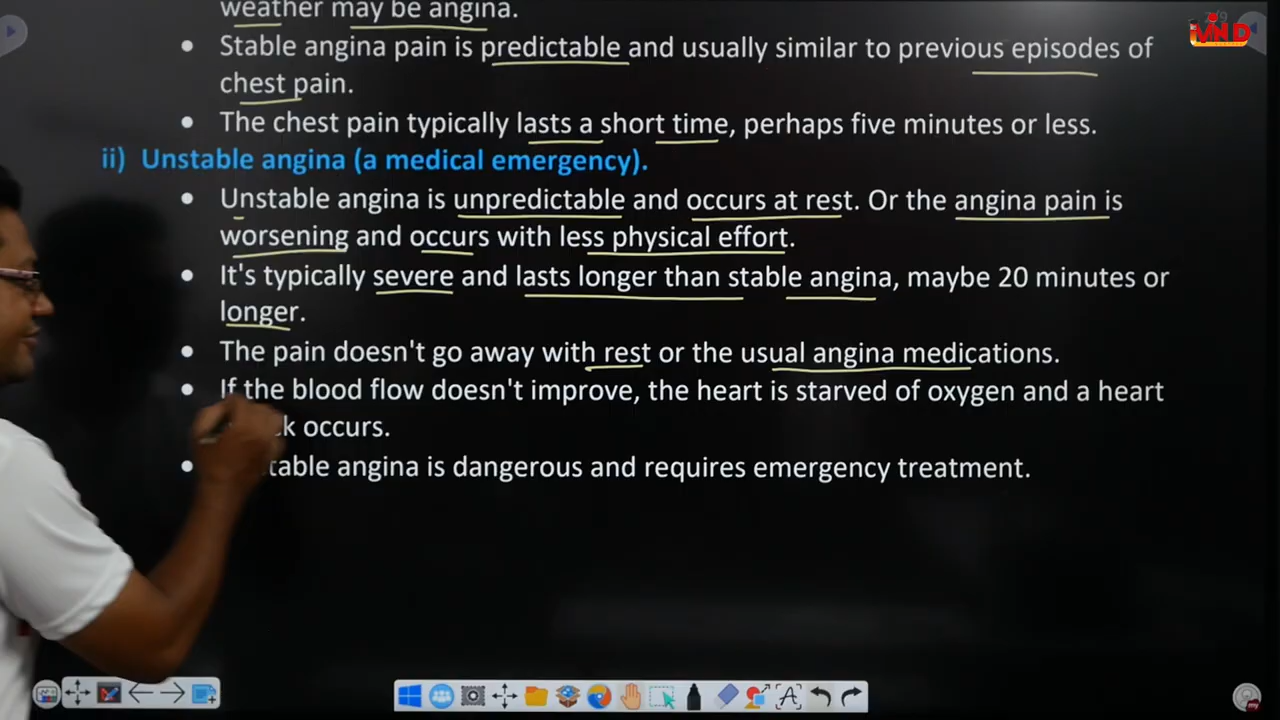 weather may be angina.
• Stable angina pain is predictable and usually similar to previous episodes of
chest pain.
• The chest pain typically lasts a short time, perhaps five minutes or less.
ii) Unstable angina (a medical emergency).
• Unstable angina is unpredictable and occurs at rest. Or the angina pain is
worsening and occurs with less physical effort.
• It's typically severe and lasts longer than stable angina, maybe 20 minutes or
longer.
• The pain doesn't go away with rest or the usual angina medications.
• If the blood flow doesn't improve, the heart is starved of oxygen and a heart
occurs.
• angina is dangerous and requires emergency treatment.